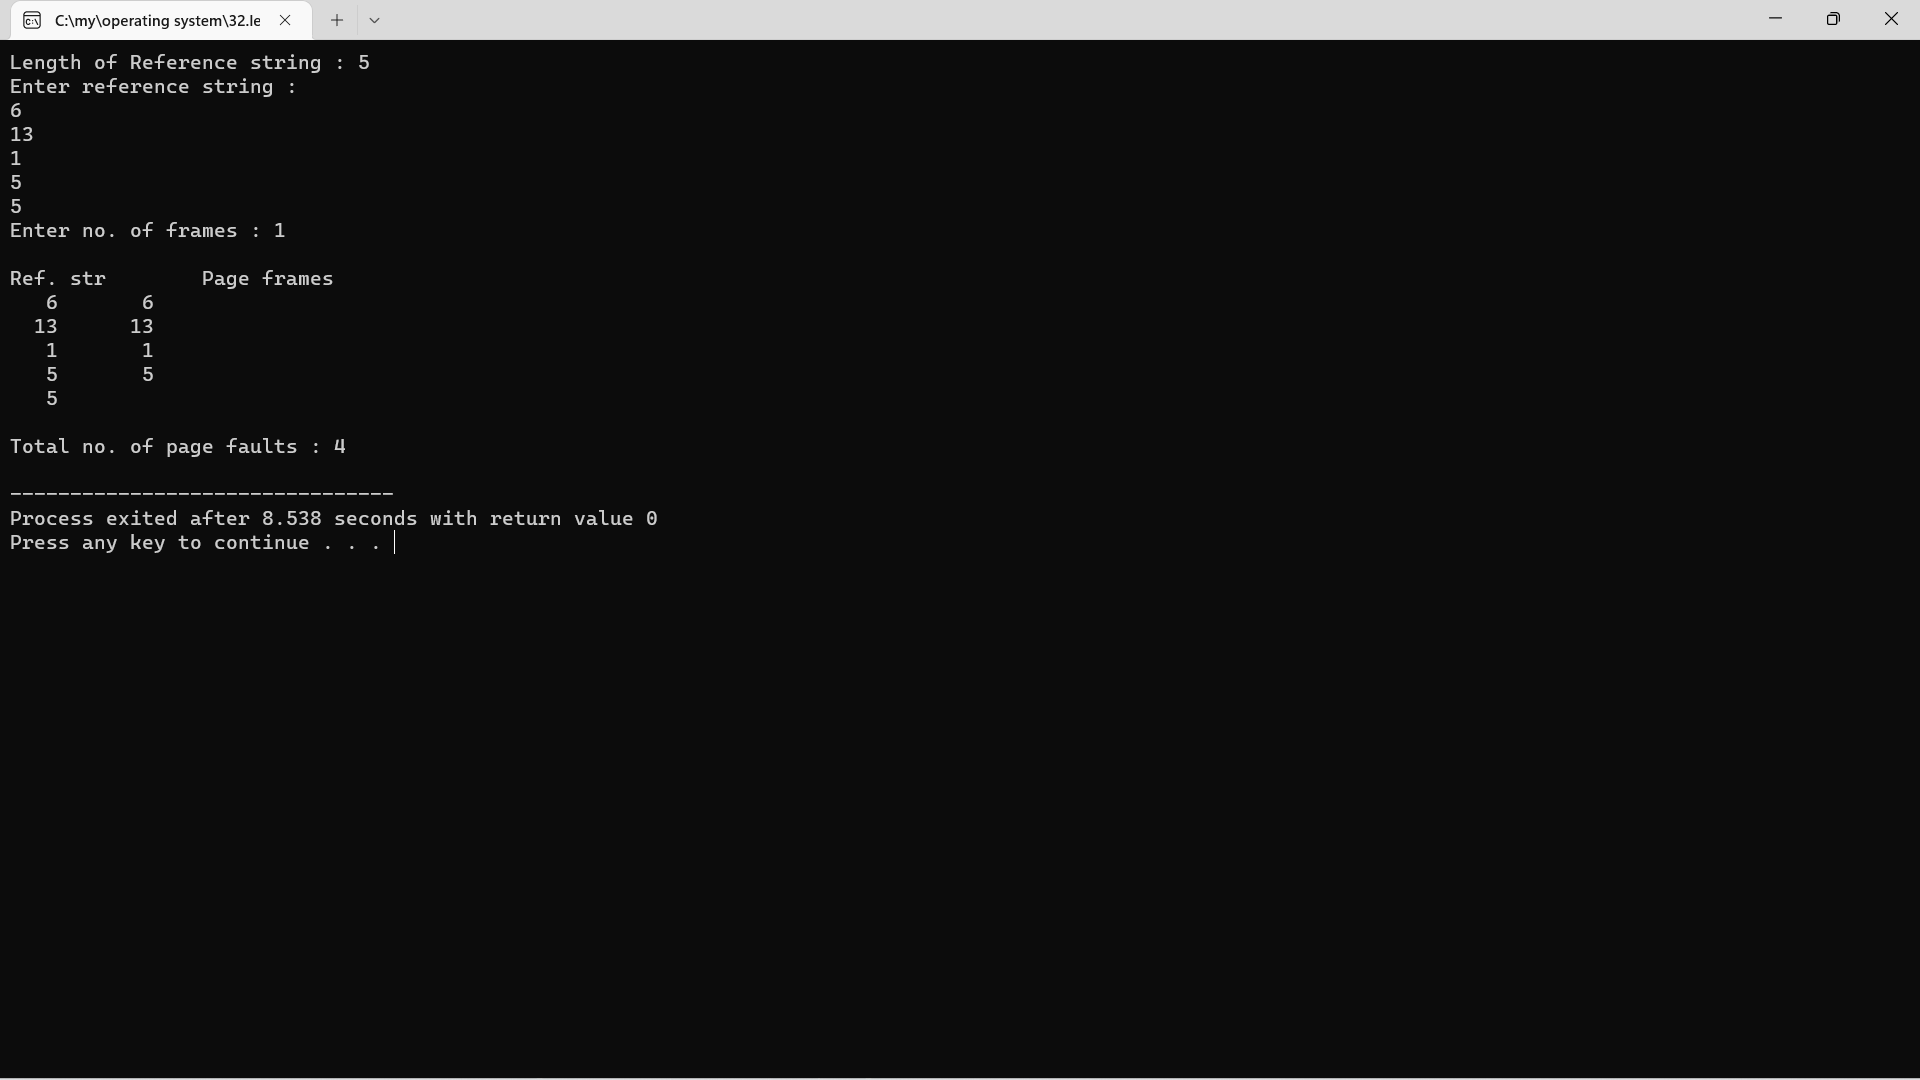 C:\my\operating system\32.le
Length of Reference string : 5
Enter reference string :
6
13
1
5
5
Enter no. of frames : 1
Ref. str        Page frames
   6       6
  13      13
   1       1
   5       5
   5
Total no. of page faults : 4
--------------------------------
Process exited after 8.538 seconds with return value 0
Press any key to continue . . .